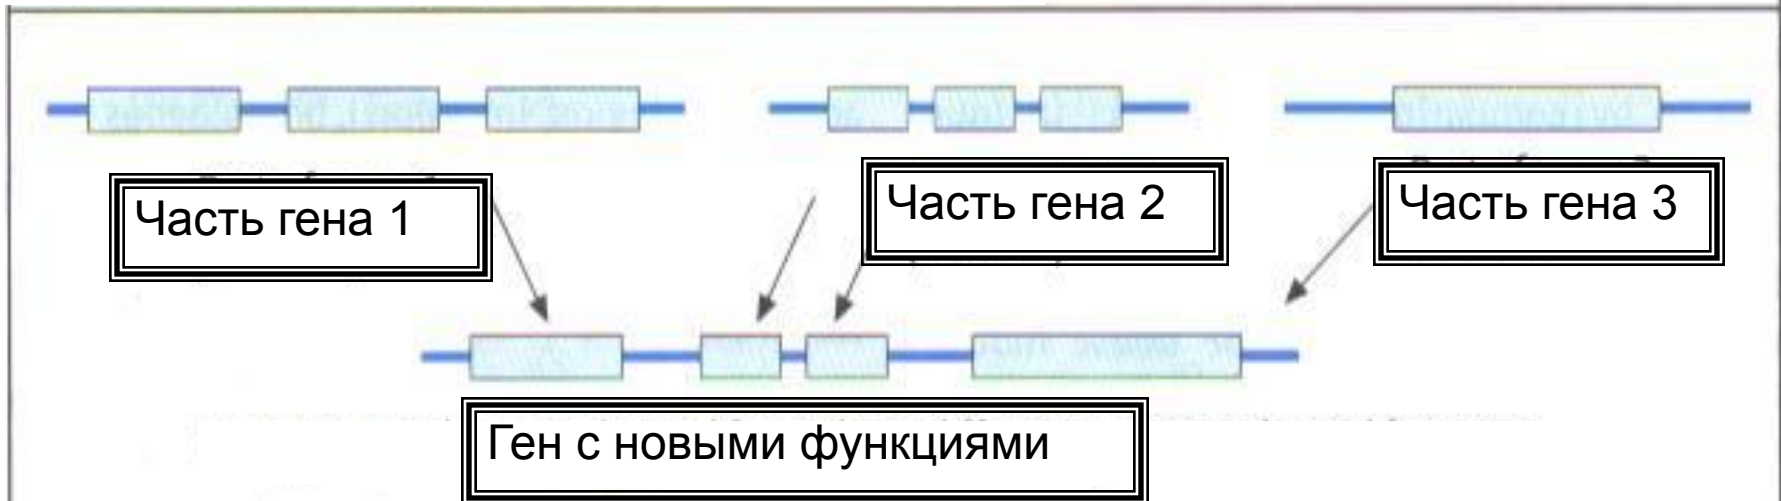 Часть гена 1
Часть гена 2
Часть гена 3
Ген с новыми функциями